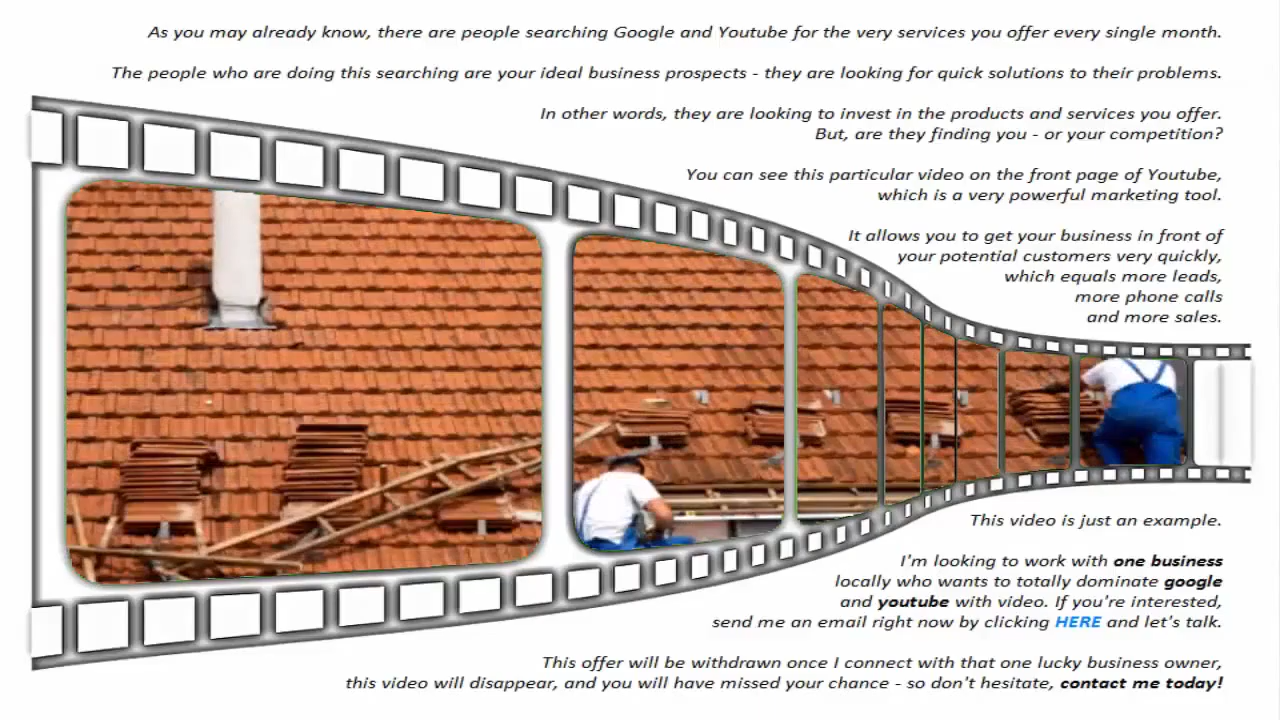 As you may already know, there are people searching Google and Youtube for the very services you offer every single month.
The people who are doing this searching are your ideal business prospects - they are looking for quick solutions to their problems.
In other words, they are looking to invest in the products and services you offer.
But, are they finding you - or your competition?
You can see this particular video on the front page of Youtube,
which is a very powerful marketing tool.
It allows you to get your business in front of
your potential customers very quickly,
which equals more leads,
more phone calls
and more sales.
This video is just an example.
I'm looking to work with one business
locally who wants to totally dominate google
and youtube with video. If you're interested,
send me an email right now by clicking HERE and let's talk.
This offer will be withdrawn once I connect with that one lucky business owner,
this video will disappear, and you will have missed your chance - so don't hesitate, contact me today!